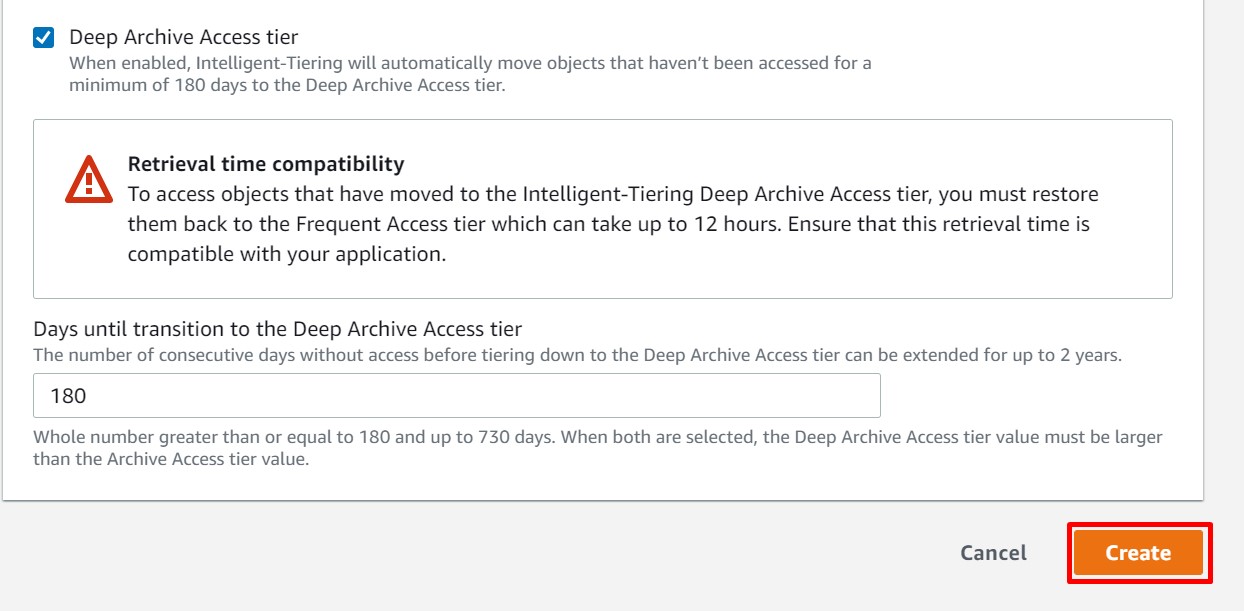 Deep Archive Access tier
When enabled, Intelligent-Tiering will automatically move objects that haven’t been accessed for a
minimum of 180 days to the Deep Archive Access tier.
Retrieval time compatibility
To access objects that have moved to the Intelligent-Tiering Deep Archive Access tier, you must restore
them back to the Frequent Access tier which can take up to 12 hours. Ensure that this retrieval time is
compatible with your application.
Days until transition to the Deep Archive Access tier
The number of consecutive days without access before tiering down to the Deep Archive Access tier can be extended for up to 2 years.
180
Whole number greater than or equal to 180 and up to 730 days. When both are selected, the Deep Archive Access tier value must be larger
than the Archive Access tier value.
Cancel
Create